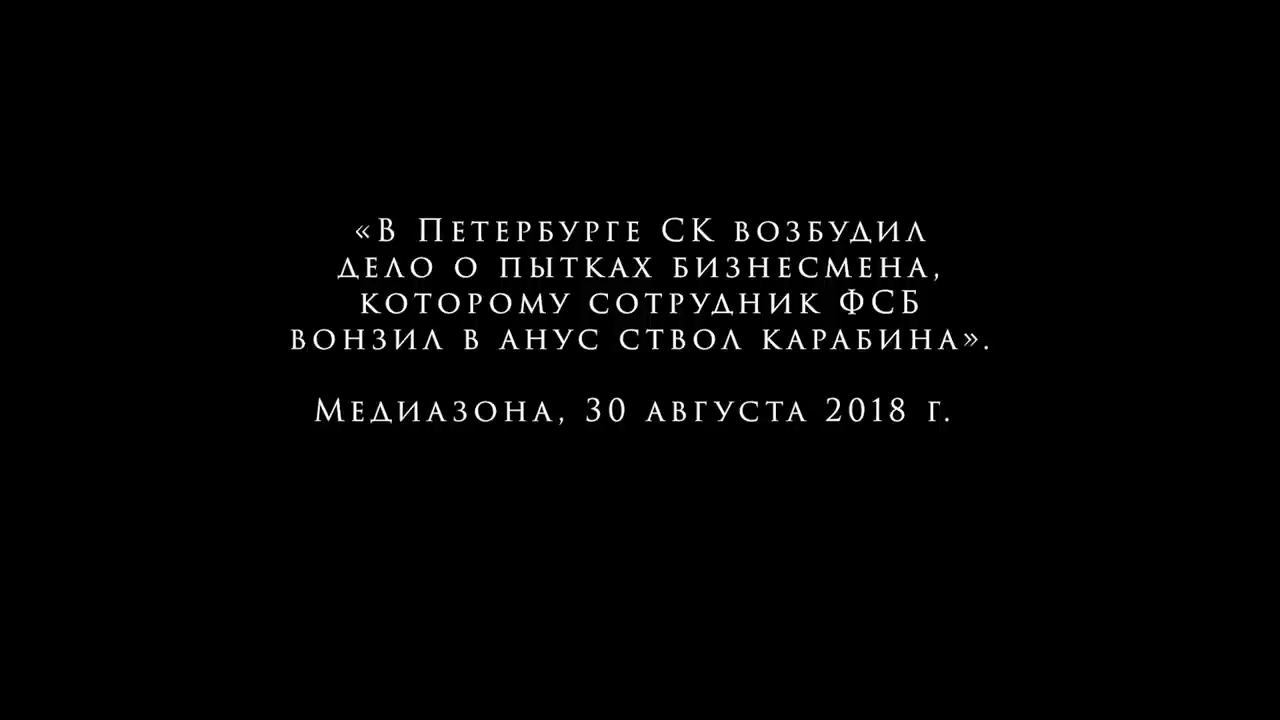 «В Петербурге СК возбудил
дело о пытках бизнесмена,
которому сотрудник ФСБ
вонзил в анус ствол карабина».
Медиазона, 30 августа 2018 г.